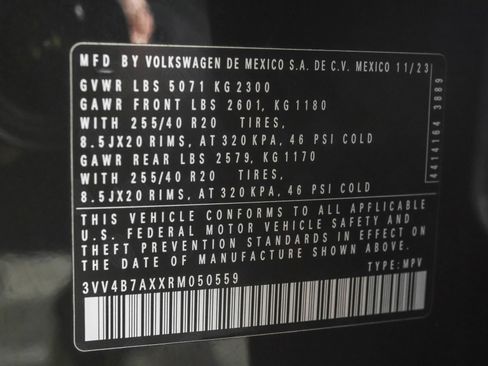 MFD BY VOLKSWAGEN DE MEXICO S.A. DE C.V. MEXICO 11/23
GVWR LBS 5071 KG 2300
GAWR FRONT LBS 2601, KG 1180
WITH 255/40 R20 TIRES,
8.5JX20 RIMS, AT 320 KPA, 46 PSI COLD
GAWR REAR LBS 2579, KG 1170
WITH 255/40 R20 TIRES,
8.5JX20 RIMS, AT 320 KPA, 46 PSI COLD
4414164 3889
THIS VEHICLE CONFORMS TO ALL APPLICABLE
U.S. FEDERAL MOTOR VEHICLE SAFETY AND
THEFT PREVENTION STANDARDS IN EFFECT ON
THE DATE OF MANUFACTURE SHOWN ABOVE.
3VV4B7AXXRM050559 TYPE: MPV